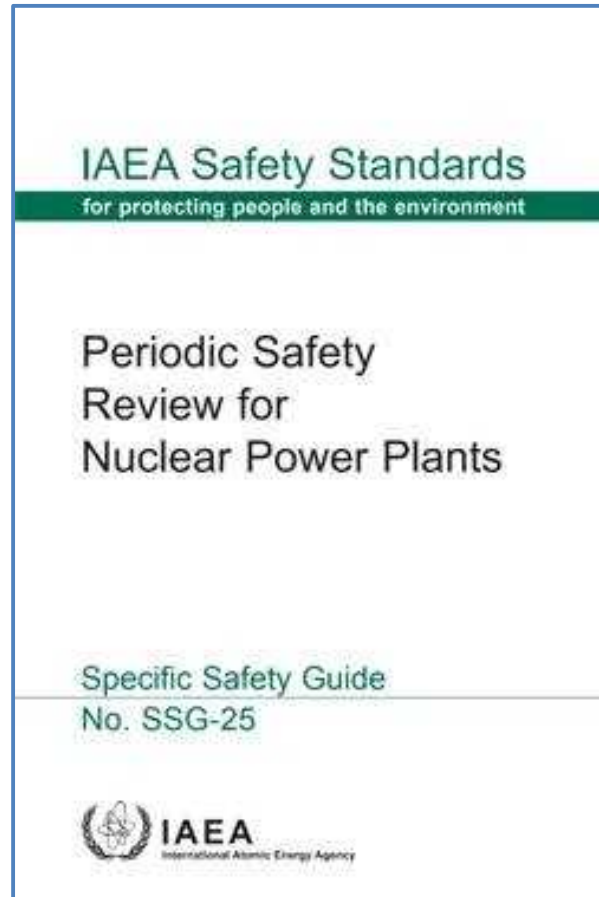 IAEA Safety Standards
for protecting people and the environment
Periodic Safety
Review for
Nuclear Power Plants
Specific Safety Guide
No. SSG-25
IAEA
International Atomic Energy Agency